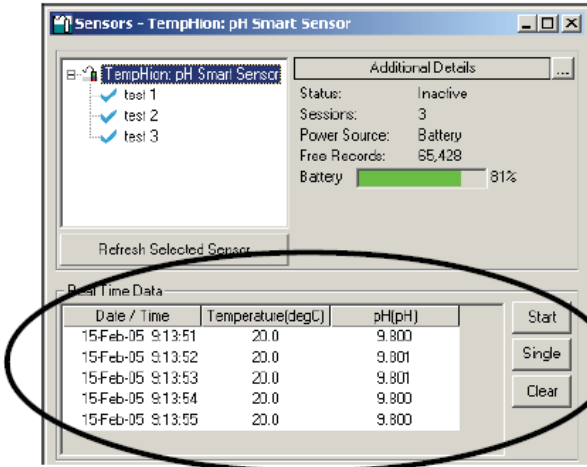 Sensors - TempHion: pH Smart Sensor
TempHion: pH Smart Sensor
test 1
test 2
test 3
Refresh Selected Sensor
Additional Details ...
Status: Inactive
Sessions: 3
Power Source: Battery
Free Records: 65,428
Battery 81%
Real Time Data
Date / Time Temperature(degC) pH(pH)
15-Feb-05 9:13:51 20.0 9.800
15-Feb-05 9:13:52 20.0 9.801
15-Feb-05 9:13:53 20.0 9.801
15-Feb-05 9:13:54 20.0 9.800
15-Feb-05 9:13:55 20.0 9.800
Start
Single
Clear